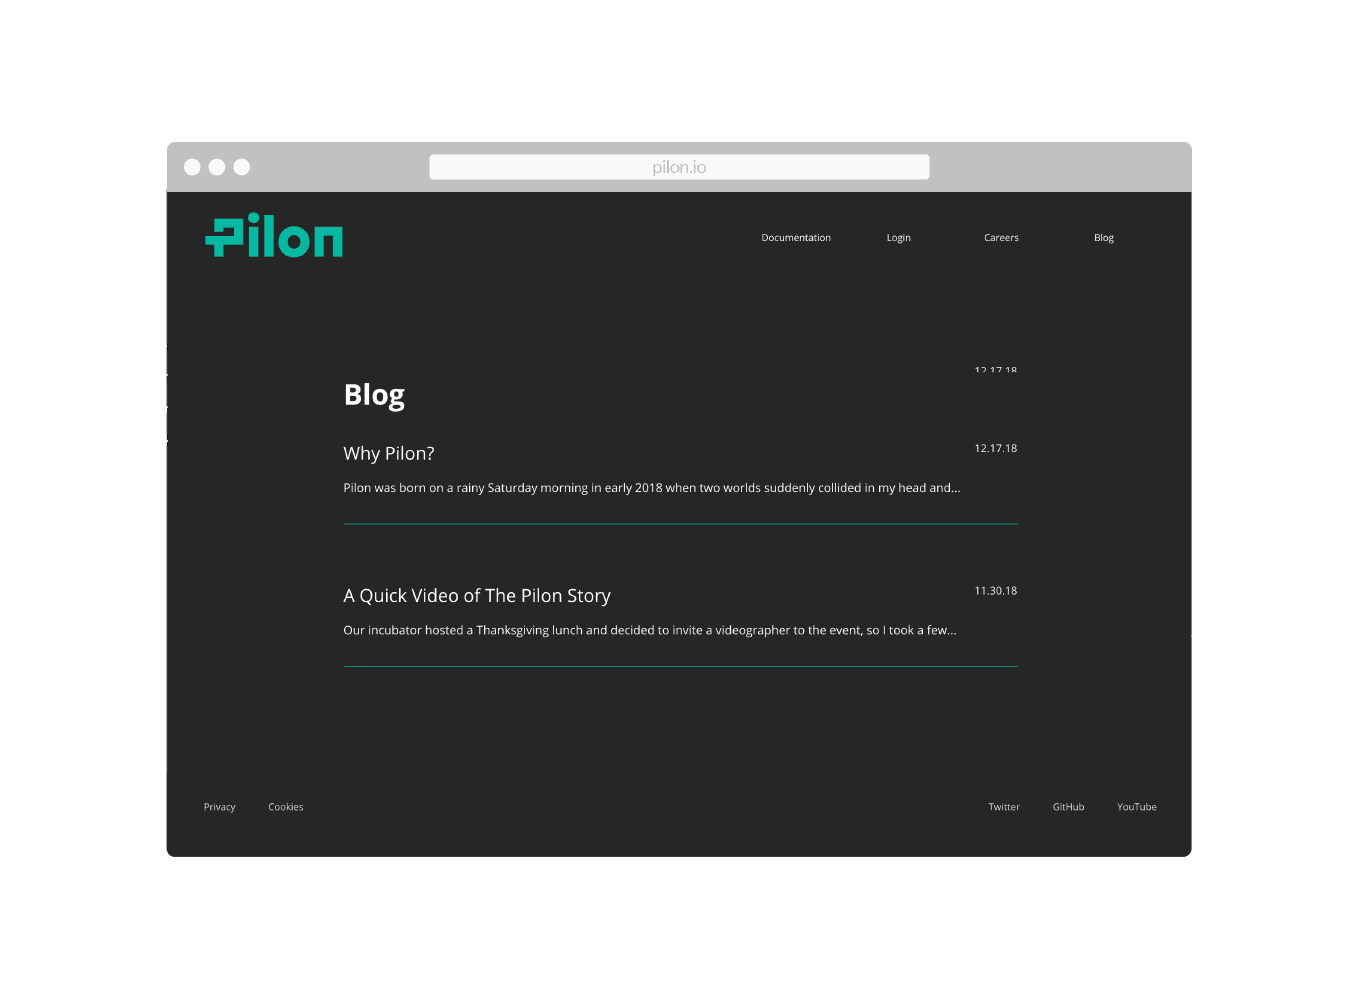 pilon.io
Pilon
Documentation Login Careers Blog
12.17.18
Blog
Why Pilon? 12.17.18
Pilon was born on a rainy Saturday morning in early 2018 when two worlds suddenly collided in my head and...
A Quick Video of The Pilon Story 11.30.18
Our incubator hosted a Thanksgiving lunch and decided to invite a videographer to the event, so I took a few...
Privacy Cookies Twitter GitHub YouTube